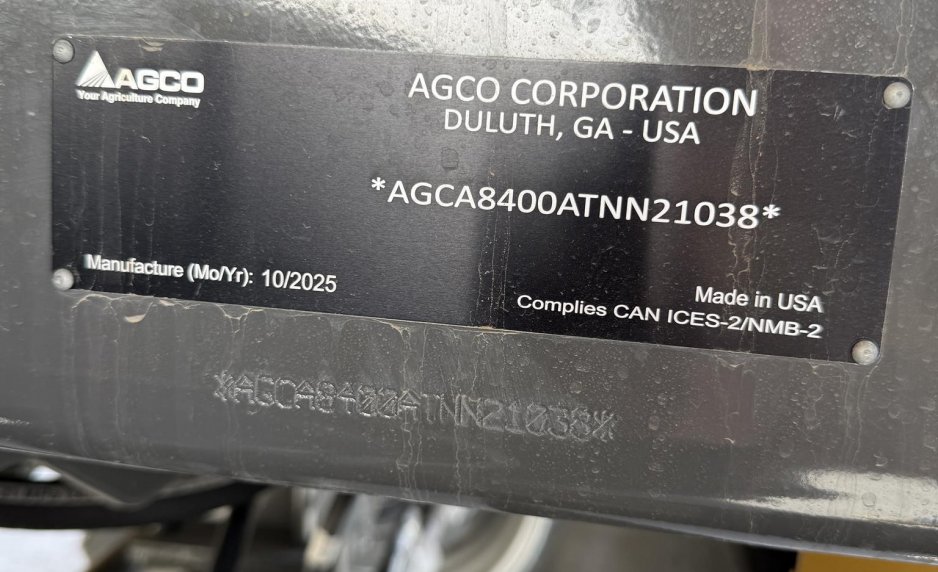 AGCO
Your Agriculture Company
AGCO CORPORATION
DULUTH, GA - USA
*AGCA8400ATNN21038*
Manufacture (Mo/Yr): 10/2025
Made in USA
Complies CAN ICES-2/NMB-2
*AGCA8400ATNN21038*